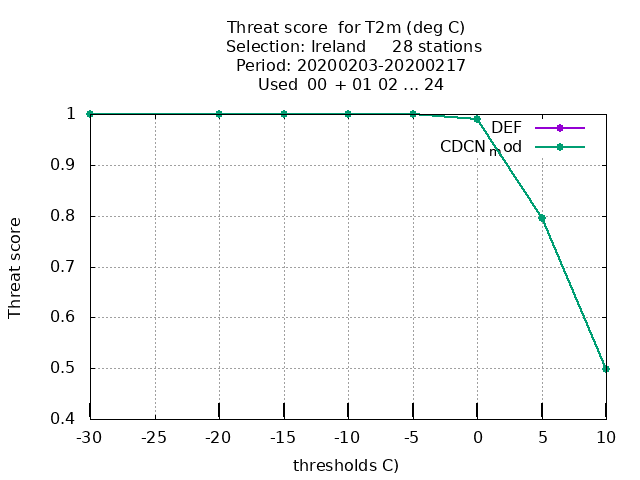 Threat score for T2m (deg C)
Selection: Ireland 28 stations
Period: 20200203-20200217
Used 00 + 01 02 ... 24
1
0.9
0.8
0.7
0.6
0.5
0.4
Threat score
DEF
CDCNmod
-30 -25 -20 -15 -10 -5 0 5 10
thresholds C)